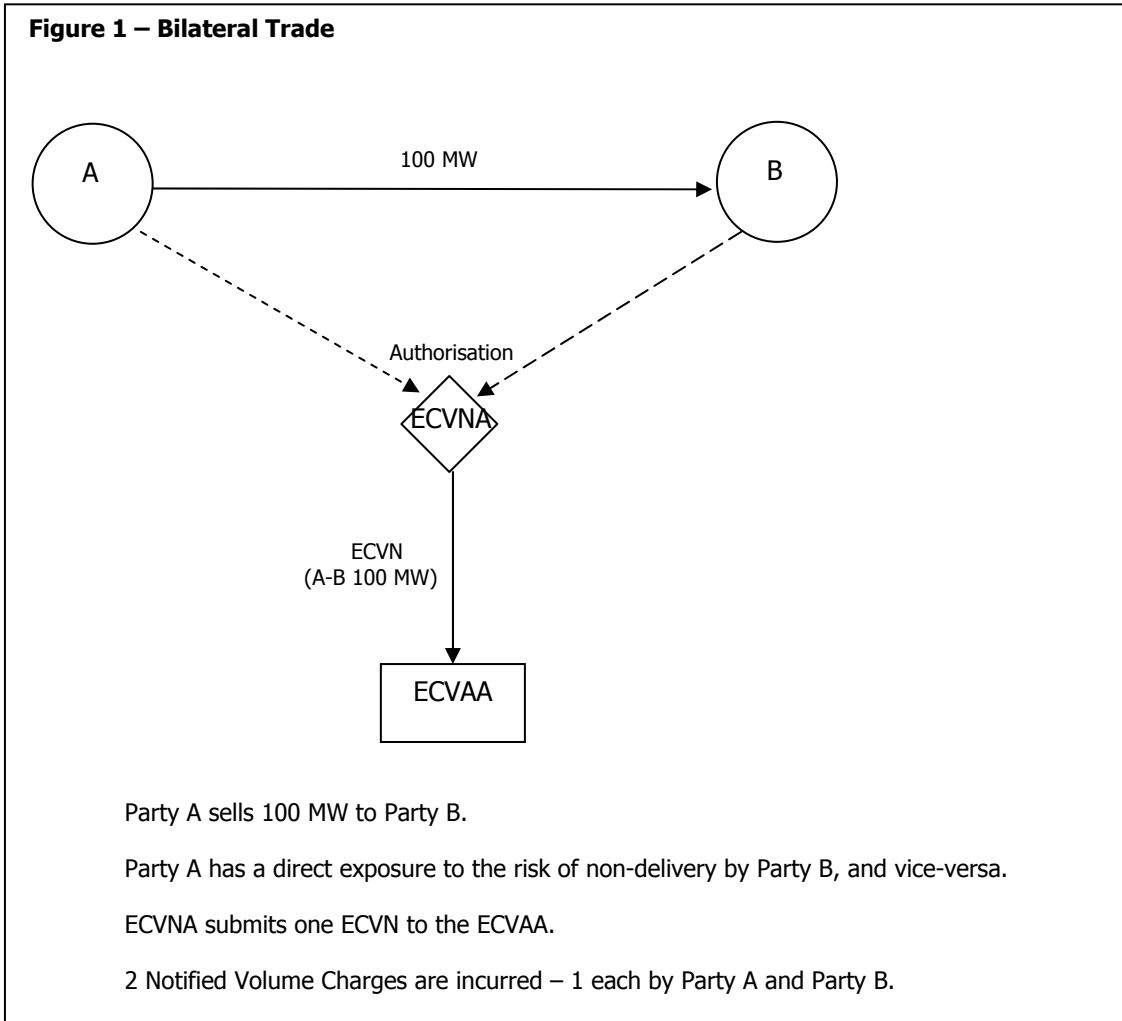 Figure 1 – Bilateral Trade
A
100 MW
B
Authorisation
ECVNA
ECVN
(A-B 100 MW)
ECVAA
Party A sells 100 MW to Party B.
Party A has a direct exposure to the risk of non-delivery by Party B, and vice-versa.
ECVNA submits one ECVN to the ECVAA.
2 Notified Volume Charges are incurred – 1 each by Party A and Party B.